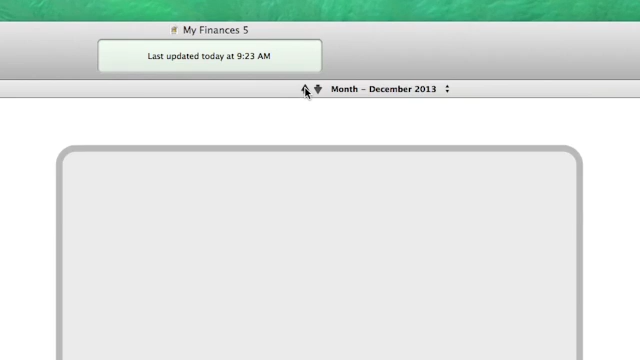 My Finances 5
Last updated today at 9:23 AM
Month – December 2013